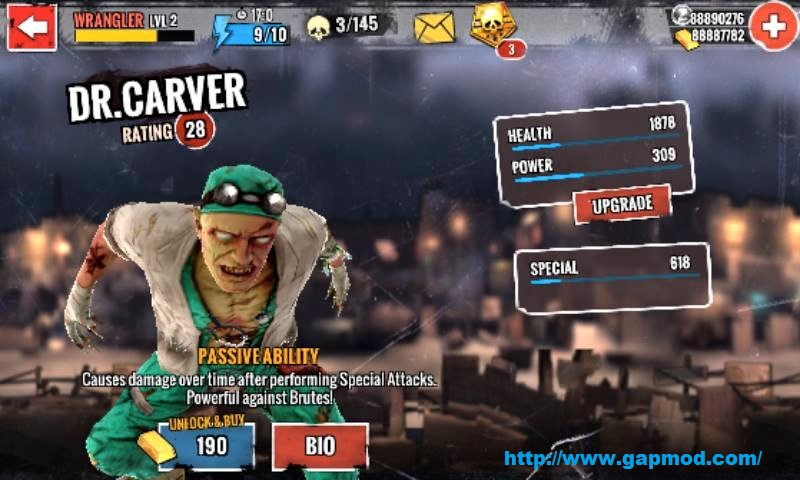 WRANGLER LVL 2
17:0
9/10
3/145
3
88890276
88887782
DR.CARVER
RATING 28
HEALTH 1878
POWER 309
UPGRADE
SPECIAL 618
PASSIVE ABILITY
Causes damage over time after performing Special Attacks.
Powerful against Brutes!
UNLOCK & BUY
190
BIO
http://www.gapmod.com/